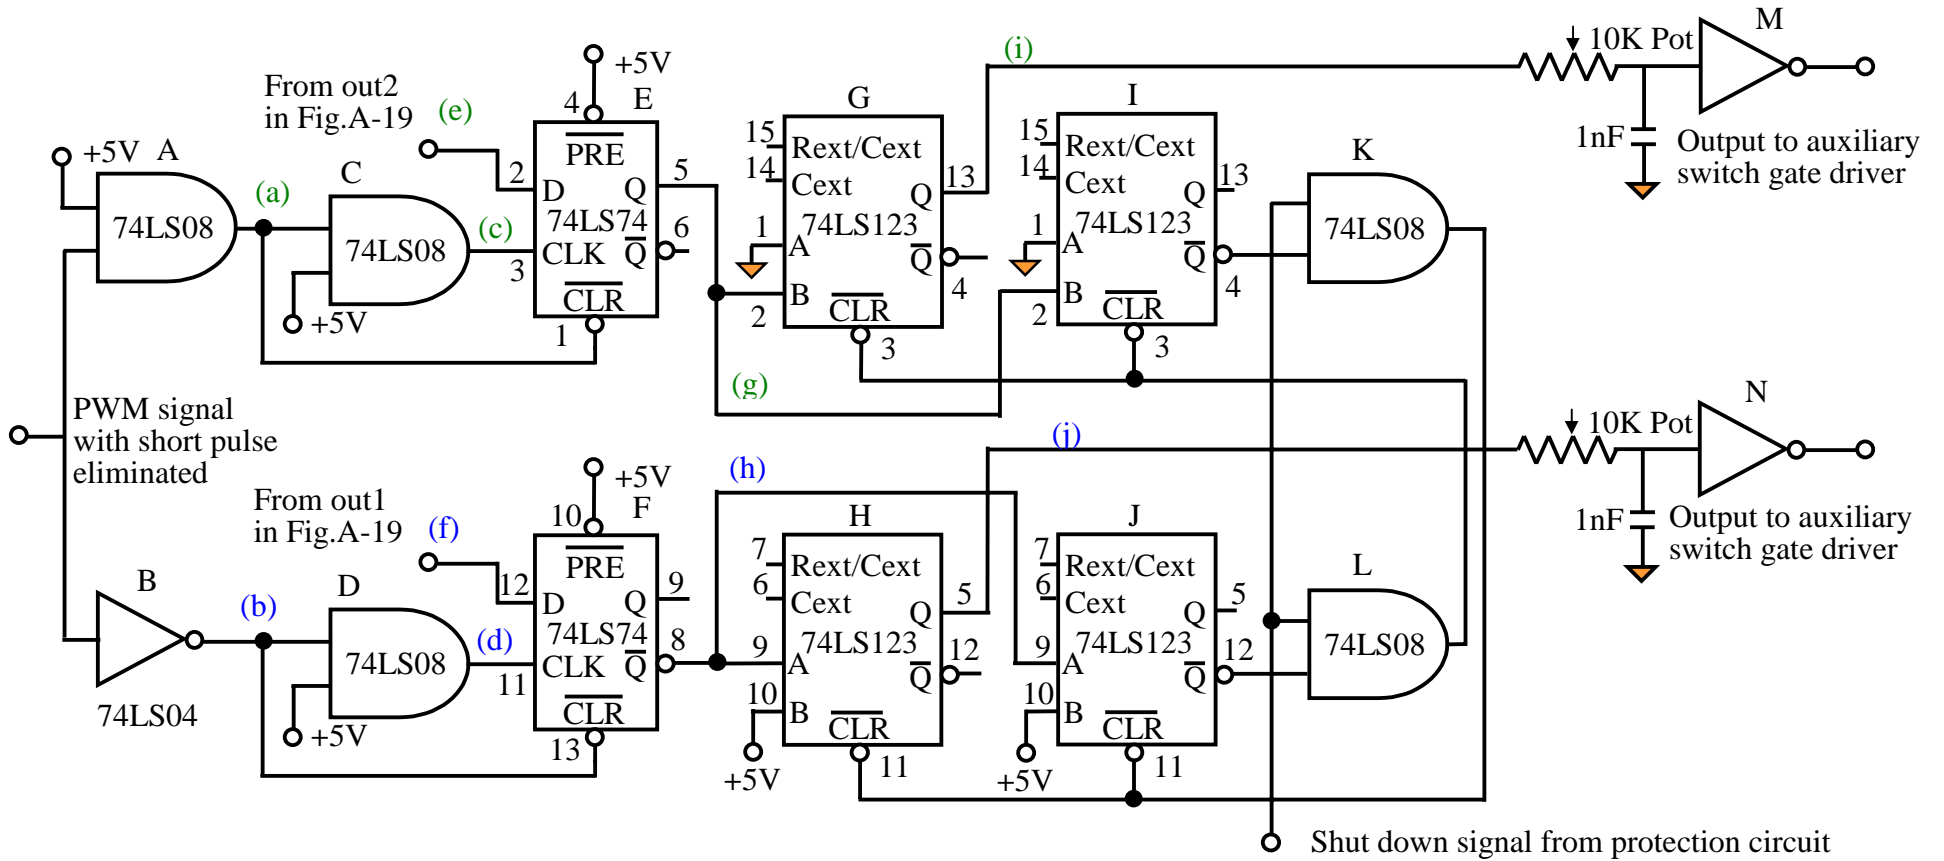 +5V A
74LS08
(a)
C
74LS08
+5V
(c)
From out2
in Fig.A-19
(e)
+5V
E
4
PRE
2
D
Q
5
74LS74
6
CLK
Q
3
CLR
1
G
15
Rext/Cext
14
Cext
Q
13
74LS123
1
A
Q
B
4
2
CLR
3
(g)
(i)
I
15
Rext/Cext
14
Cext
Q
13
74LS123
1
A
Q
B
4
2
CLR
3
K
74LS08
10K Pot
M
1nF
Output to auxiliary
switch gate driver
PWM signal
with short pulse
eliminated
B
74LS04
(b)
D
74LS08
+5V
(d)
From out1
in Fig.A-19
(f)
+5V
F
10
PRE
12
D
Q
9
74LS74
8
CLK
Q
11
CLR
13
(h)
H
7
Rext/Cext
6
Cext
Q
5
74LS123
9
A
Q
12
10
B
CLR
11
+5V
(j)
J
7
Rext/Cext
6
Cext
Q
5
74LS123
9
A
Q
12
10
B
CLR
11
+5V
L
74LS08
10K Pot
N
1nF
Output to auxiliary
switch gate driver
Shut down signal from protection circuit